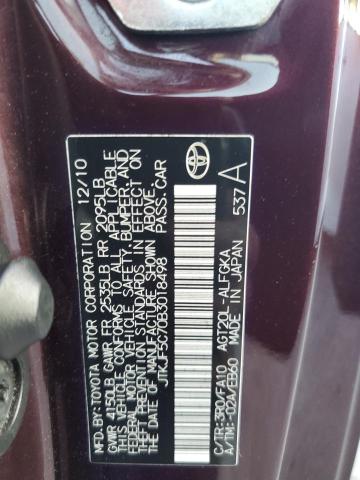 MFD. BY: TOYOTA MOTOR CORPORATION 12/10
GVWR 4150LB GAWR FR 2535LB RR 2095LB
THIS VEHICLE CONFORMS TO ALL APPLICABLE
FEDERAL MOTOR VEHICLE SAFETY, BUMPER, AND
THEFT PREVENTION STANDARDS IN EFFECT ON
THE DATE OF MANUFACTURE SHOWN ABOVE.
JTKJF5C70B3018498 PASS. CAR
C/TR: 3R0/FA10 AGT20L-ALFGKA
A/TM: -02A/EB60 MADE IN JAPAN
537A